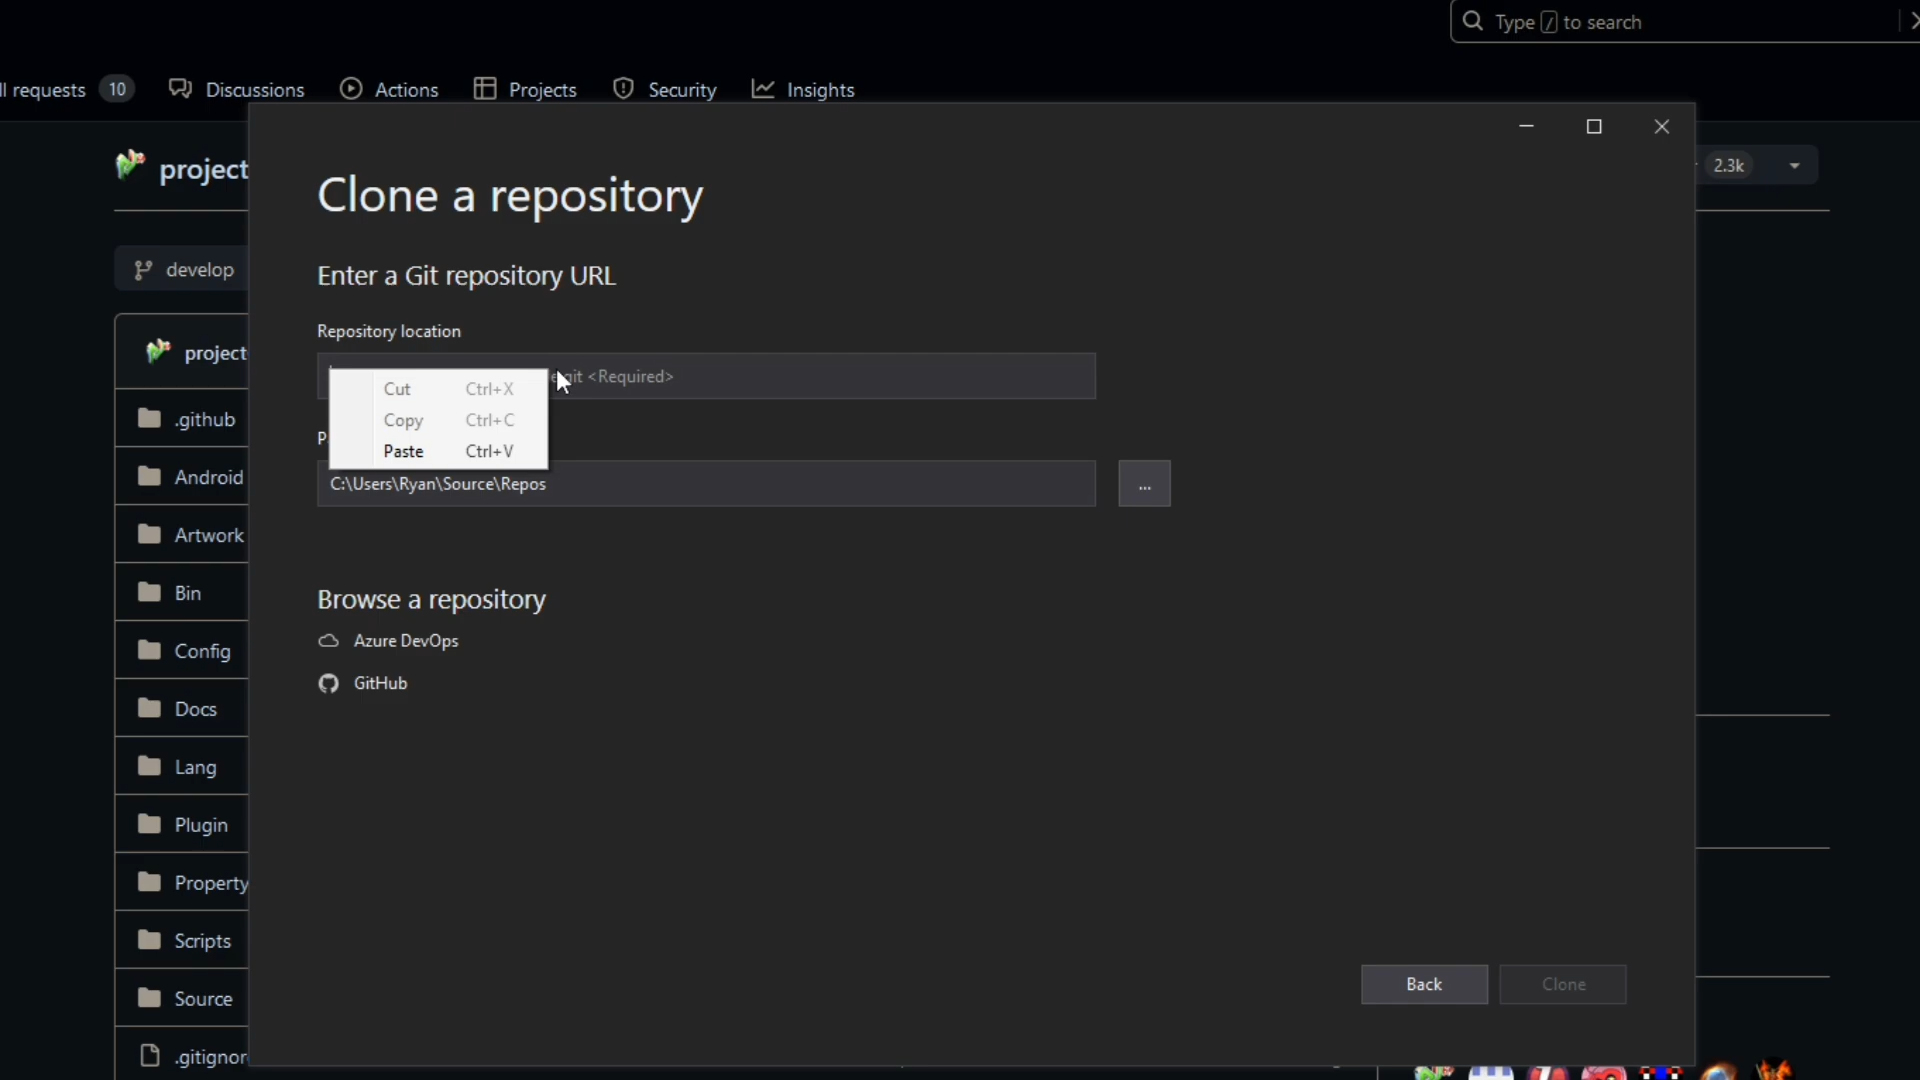 Type / to search
requests 10
Discussions
Actions
Projects
Security
Insights
project
2.3k
Clone a repository
develop
Enter a Git repository URL
Repository location
project
git <Required>
Cut Ctrl+X
Copy Ctrl+C
Paste Ctrl+V
C:\Users\Ryan\Source\Repos
...
.github
Android
Artwork
Bin
Config
Docs
Lang
Plugin
Property
Scripts
Source
.gitignor
Browse a repository
Azure DevOps
GitHub
Back
Clone